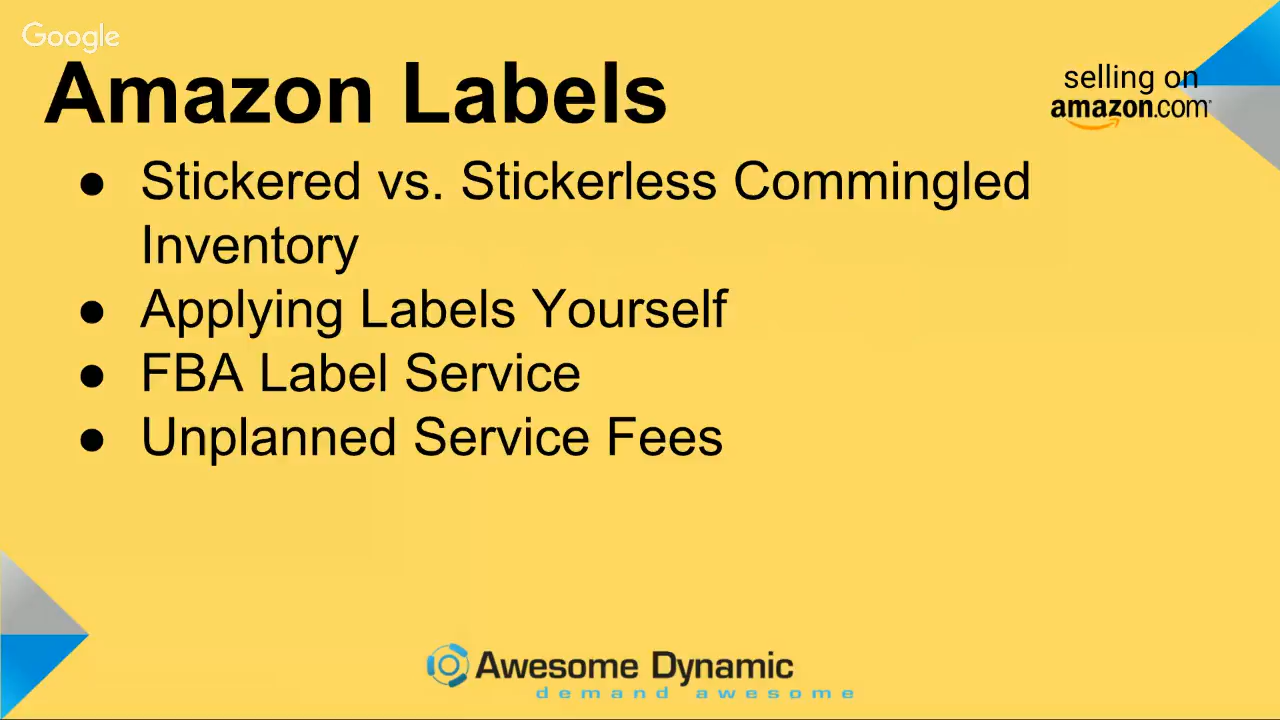 Google
Amazon Labels
selling on
amazon.com
● Stickered vs. Stickerless Commingled
Inventory
● Applying Labels Yourself
● FBA Label Service
● Unplanned Service Fees
Awesome Dynamic
demand awesome